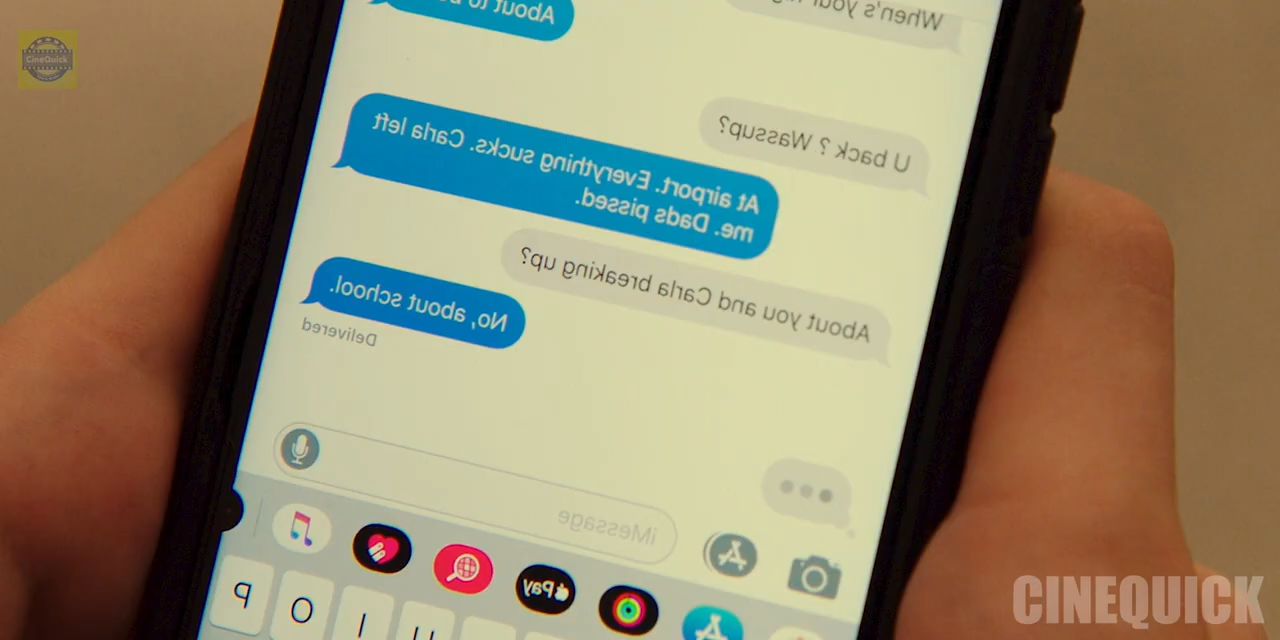 When's your
About to
U back ? Wassup?
At airport. Everything sucks. Carla left
me. Dads pissed.
About you and Carla breaking up?
No, about school.
Delivered
iMessage
Pay
P
O
I
U
CineQuick
CINEQUICK